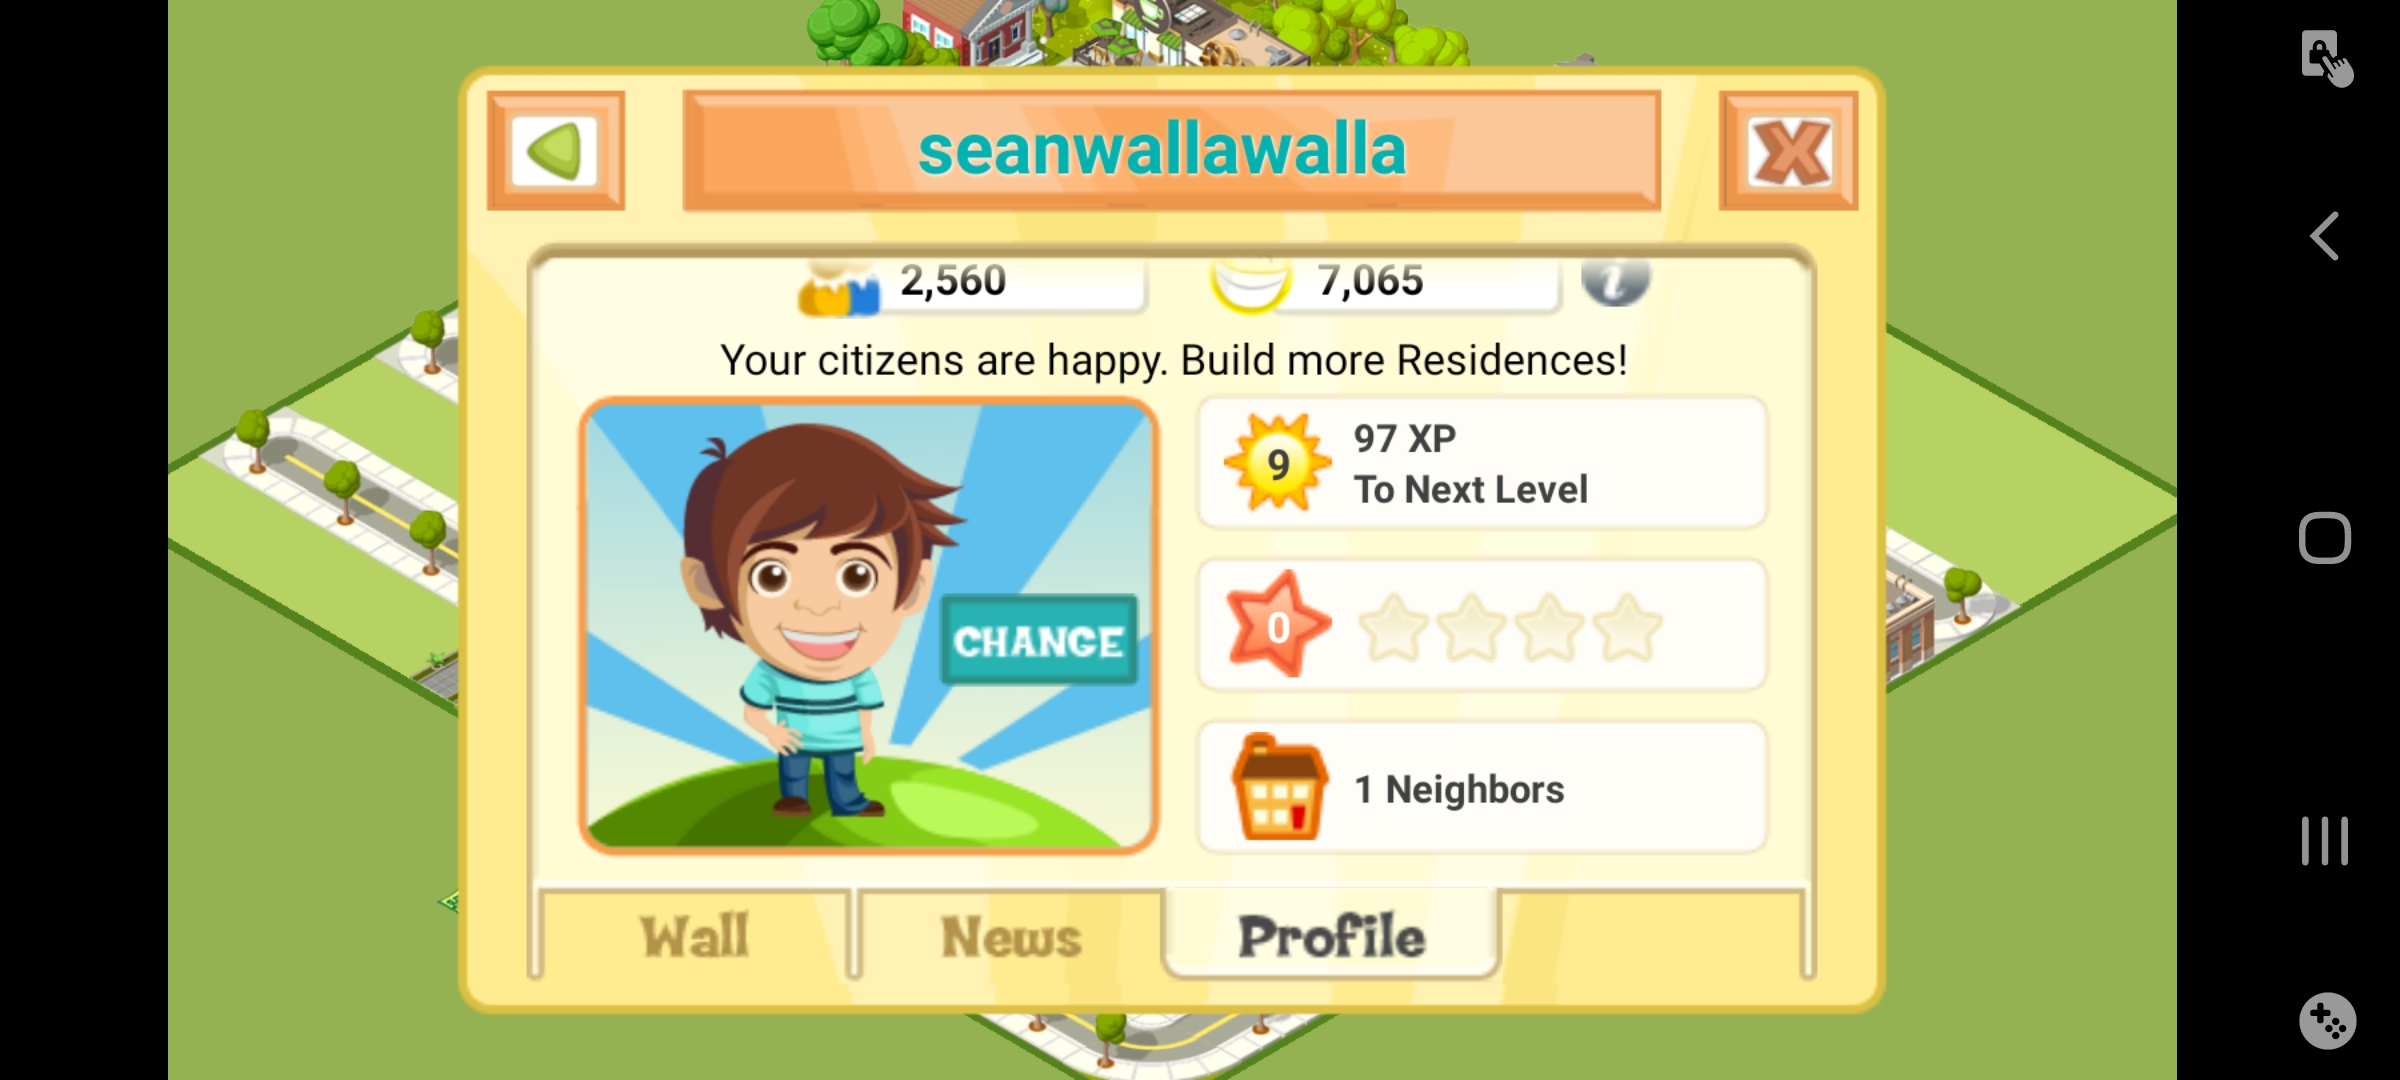 seanwallawalla
2,560
7,065
i
Your citizens are happy. Build more Residences!
9
97 XP
To Next Level
CHANGE
0
1 Neighbors
Wall
News
Profile